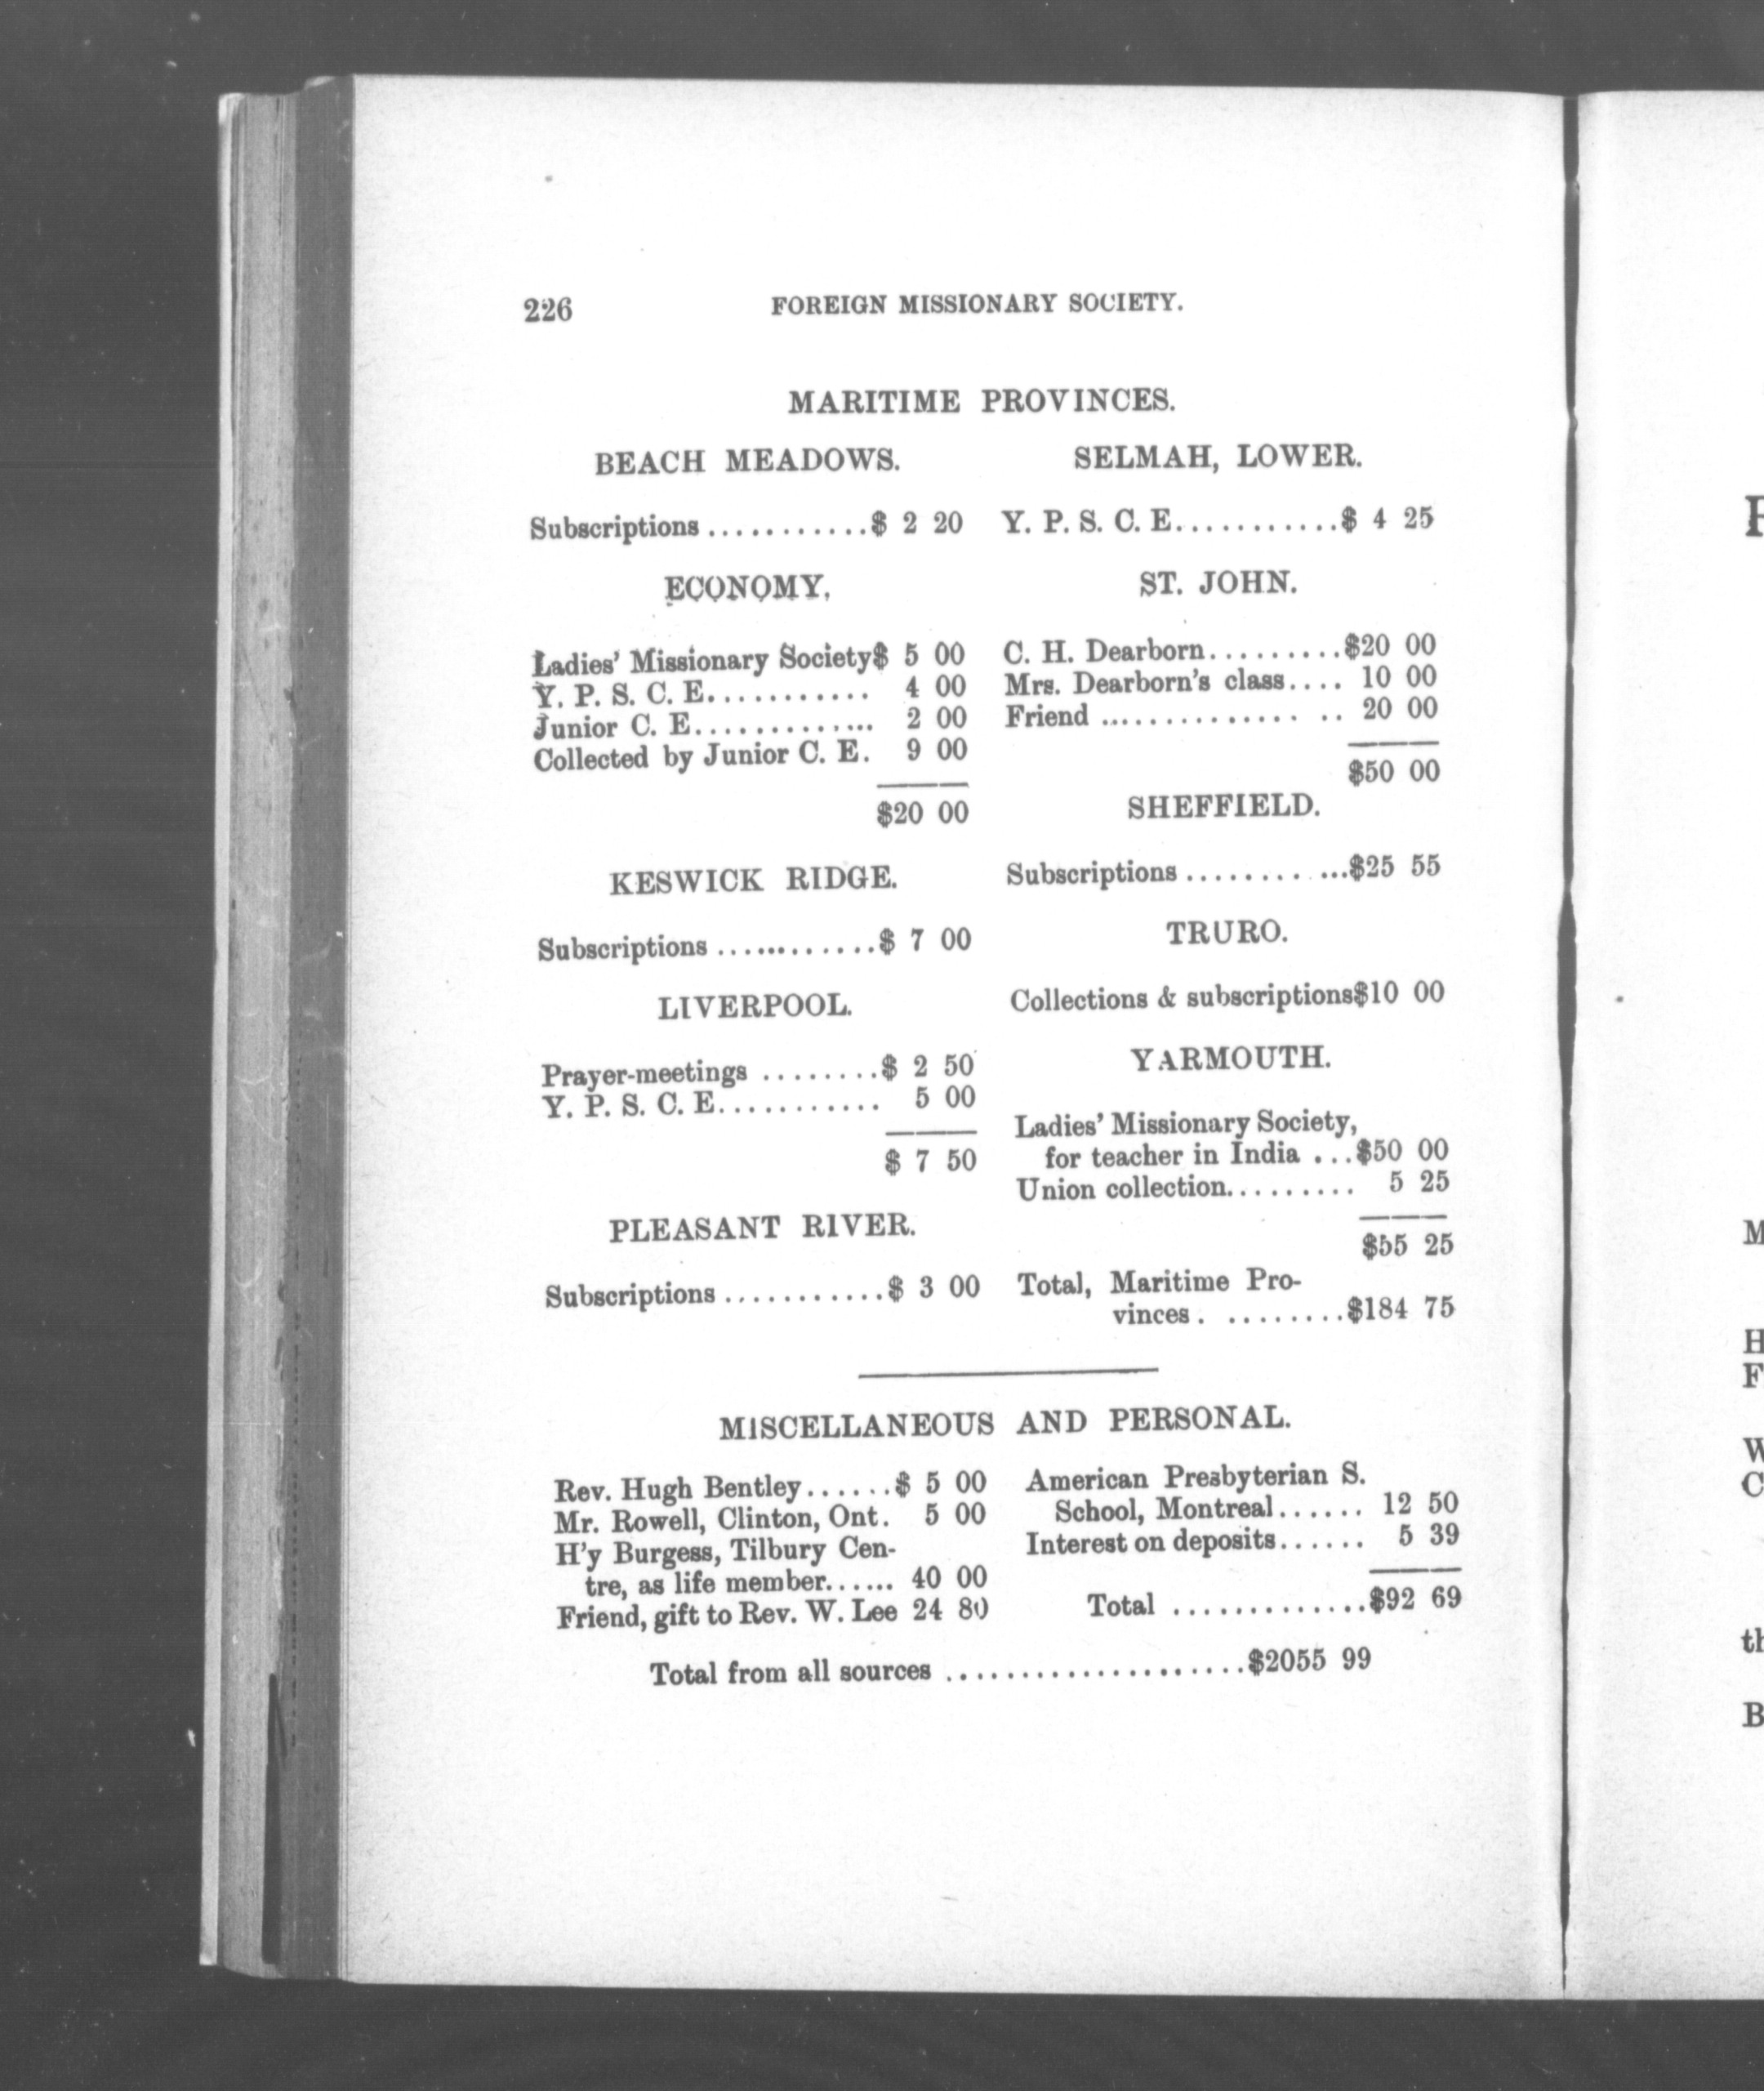 226
FOREIGN MISSIONARY SOCIETY.
MARITIME PROVINCES.
BEACH MEADOWS.
Subscriptions ...........$ 2 20
ECONOMY.
Ladies' Missionary Society$ 5 00
Y. P. S. C. E........... 4 00
Junior C. E............. 2 00
Collected by Junior C. E. 9 00
$20 00
KESWICK RIDGE.
Subscriptions ...........$ 7 00
LIVERPOOL.
Prayer-meetings ........$ 2 50
Y. P. S. C. E........... 5 00
$ 7 50
PLEASANT RIVER.
Subscriptions ...........$ 3 00
SELMAH, LOWER.
Y. P. S. C. E...........$ 4 25
ST. JOHN.
C. H. Dearborn.........$20 00
Mrs. Dearborn's class.... 10 00
Friend ................ 20 00
$50 00
SHEFFIELD.
Subscriptions ...........$25 55
TRURO.
Collections & subscriptions$10 00
YARMOUTH.
Ladies' Missionary Society,
for teacher in India ...$50 00
Union collection......... 5 25
$55 25
Total, Maritime Pro-
vinces. ........$184 75
MISCELLANEOUS AND PERSONAL.
Rev. Hugh Bentley......$ 5 00
Mr. Rowell, Clinton, Ont. 5 00
H'y Burgess, Tilbury Cen-
tre, as life member...... 40 00
Friend, gift to Rev. W. Lee 24 80
American Presbyterian S.
School, Montreal...... 12 50
Interest on deposits...... 5 39
Total .............$92 69
Total from all sources ....................$2055 99